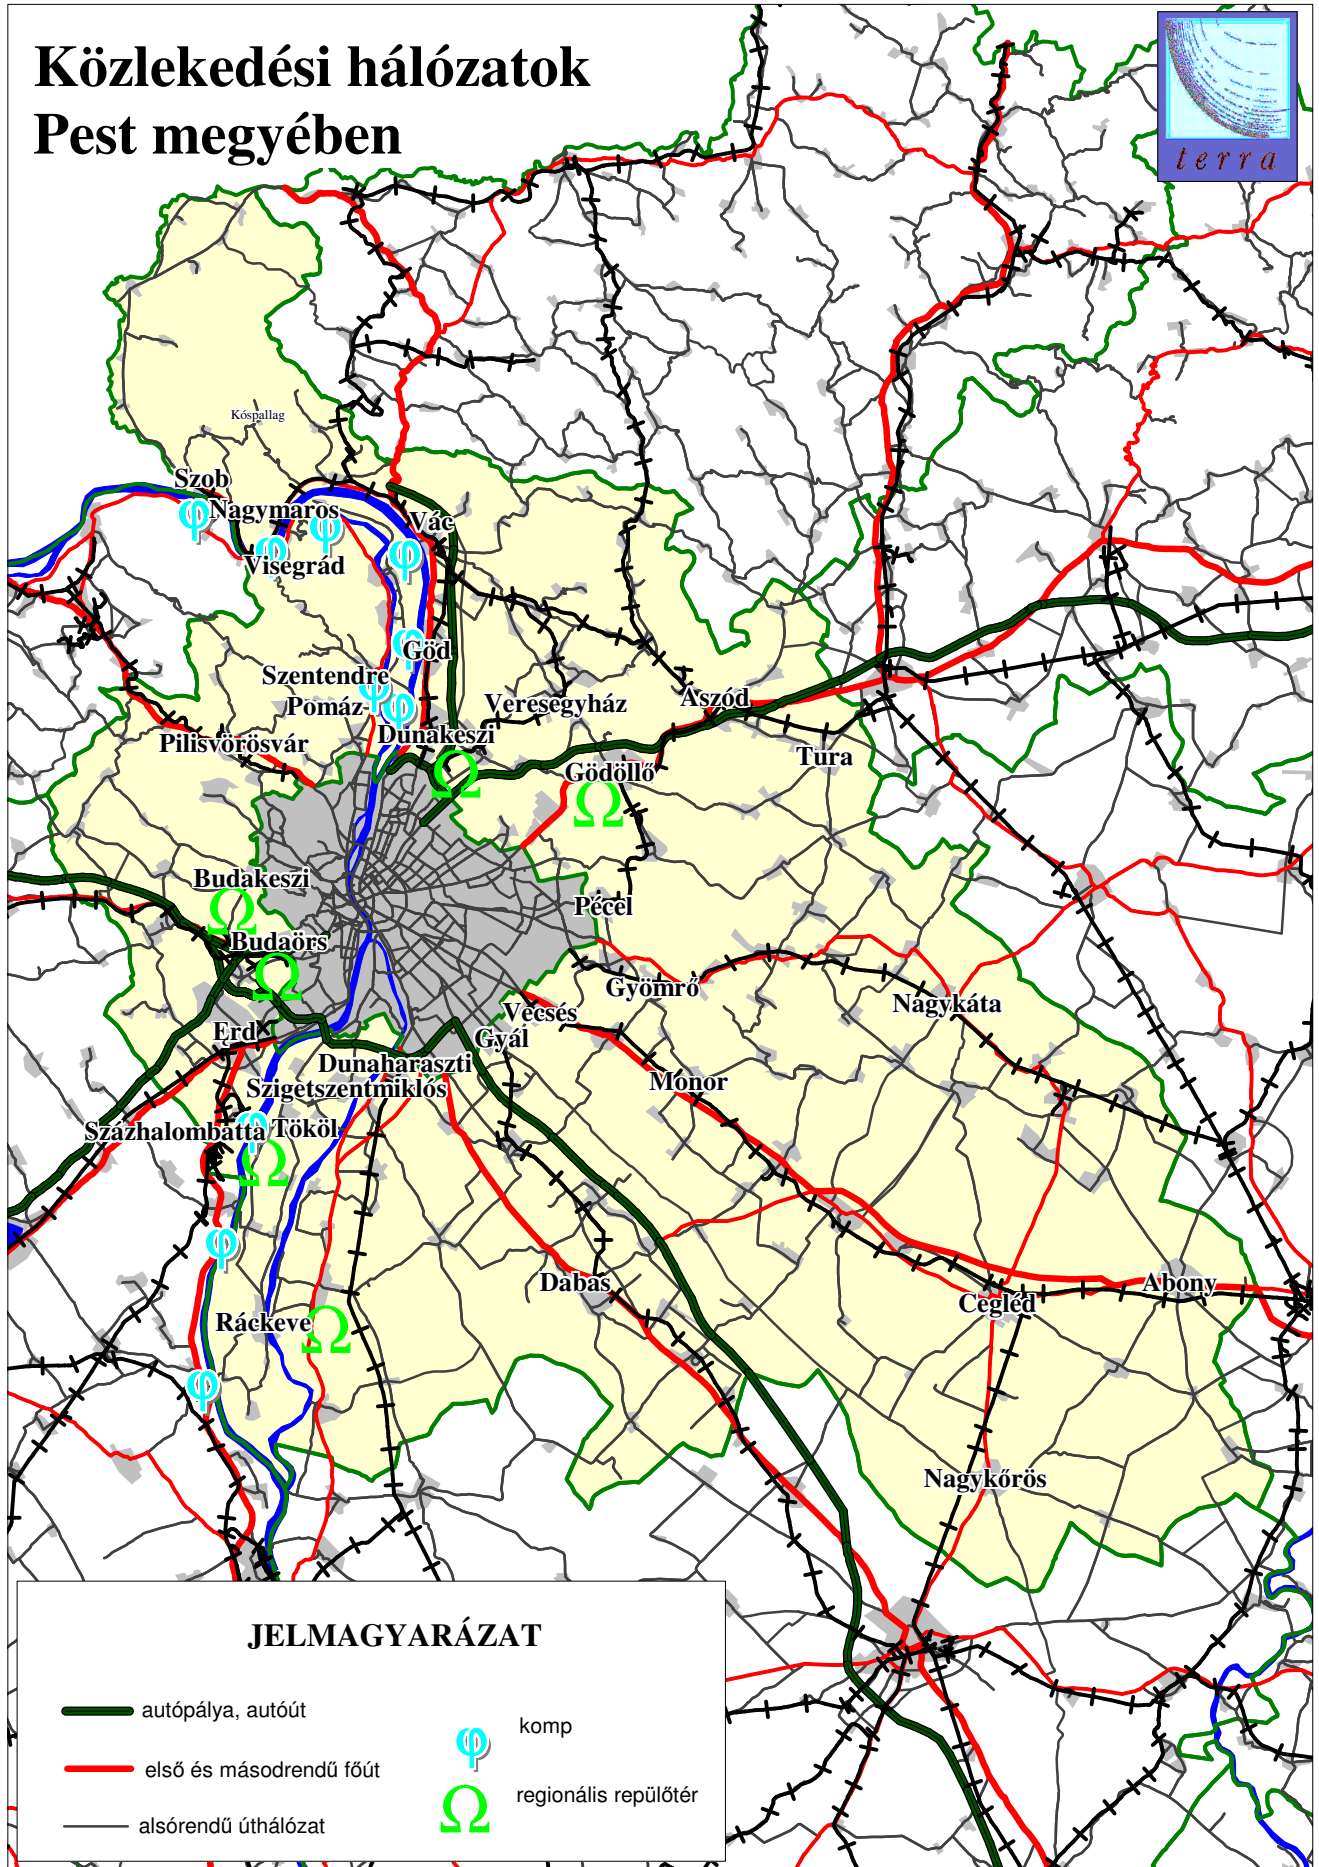 Közlekedési hálózatok
Pest megyében
terra
Kóspallag
Szob
Nagymaros
Vác
Visegrád
Göd
Szentendre
Pomáz
Veresegyház
Aszód
Dunakeszi
Pilisvörösvár
Tura
Gödöllő
Budakeszi
Pécel
Budaörs
Gyömrő
Nagykáta
Vecsés
Erd
Gyál
Dunaharaszti
Szigetszentmiklós
Monor
Százhalombatta
Tököl
Dabas
Abony
Cegléd
Ráckeve
Nagykőrös
JELMAGYARÁZAT
autópálya, autóút
komp
első és másodrendű főút
regionális repülőtér
alsórendű úthálózat